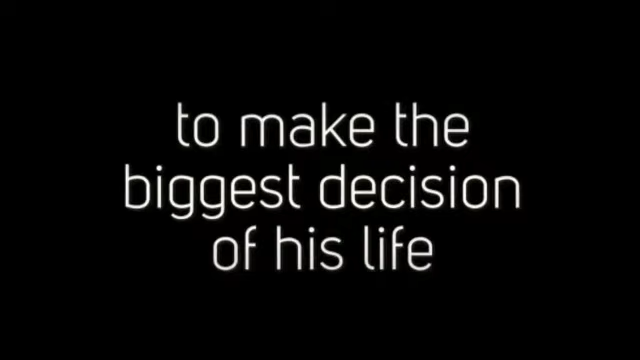 to make the
biggest decision
of his life